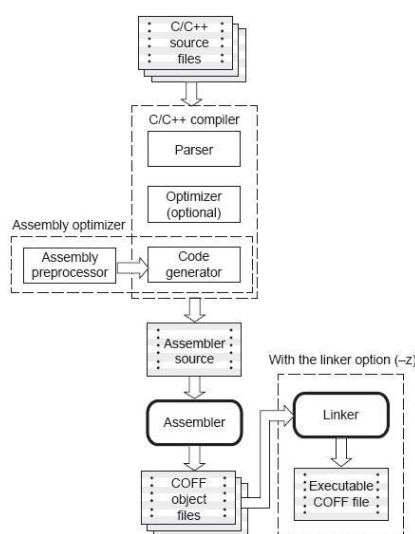 C/C++
source
files
C/C++ compiler
Parser
Optimizer
(optional)
Assembly optimizer
Assembly
preprocessor
Code
generator
Assembler
source
With the linker option (–z)
Assembler
Linker
COFF
object
files
Executable
COFF file